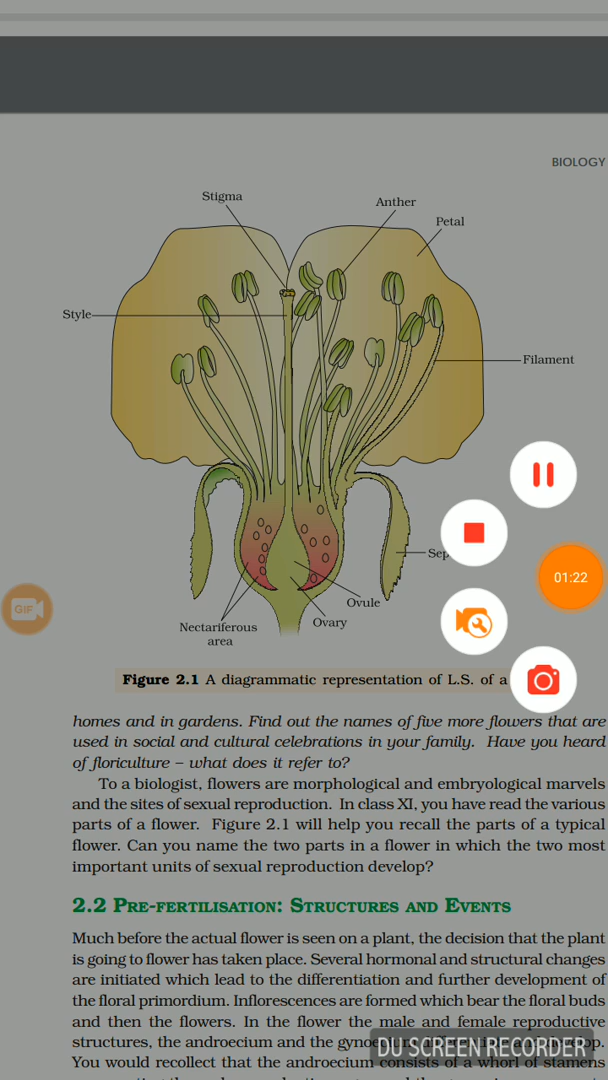 BIOLOGY
Stigma
Anther
Petal
Style
Filament
Sep
01:22
GIF
Ovule
Nectariferous
area
Ovary
Figure 2.1 A diagrammatic representation of L.S. of a
homes and in gardens. Find out the names of five more flowers that are
used in social and cultural celebrations in your family. Have you heard
of floriculture – what does it refer to?
To a biologist, flowers are morphological and embryological marvels
and the sites of sexual reproduction. In class XI, you have read the various
parts of a flower. Figure 2.1 will help you recall the parts of a typical
flower. Can you name the two parts in a flower in which the two most
important units of sexual reproduction develop?
2.2 PRE-FERTILISATION: STRUCTURES AND EVENTS
Much before the actual flower is seen on a plant, the decision that the plant
is going to flower has taken place. Several hormonal and structural changes
are initiated which lead to the differentiation and further development of
the floral primordium. Inflorescences are formed which bear the floral buds
and then the flowers. In the flower the male and female reproductive
structures, the androecium and the
DU SCREEN RECORDER
You would recollect that the androecium consists of a whorl of stamens